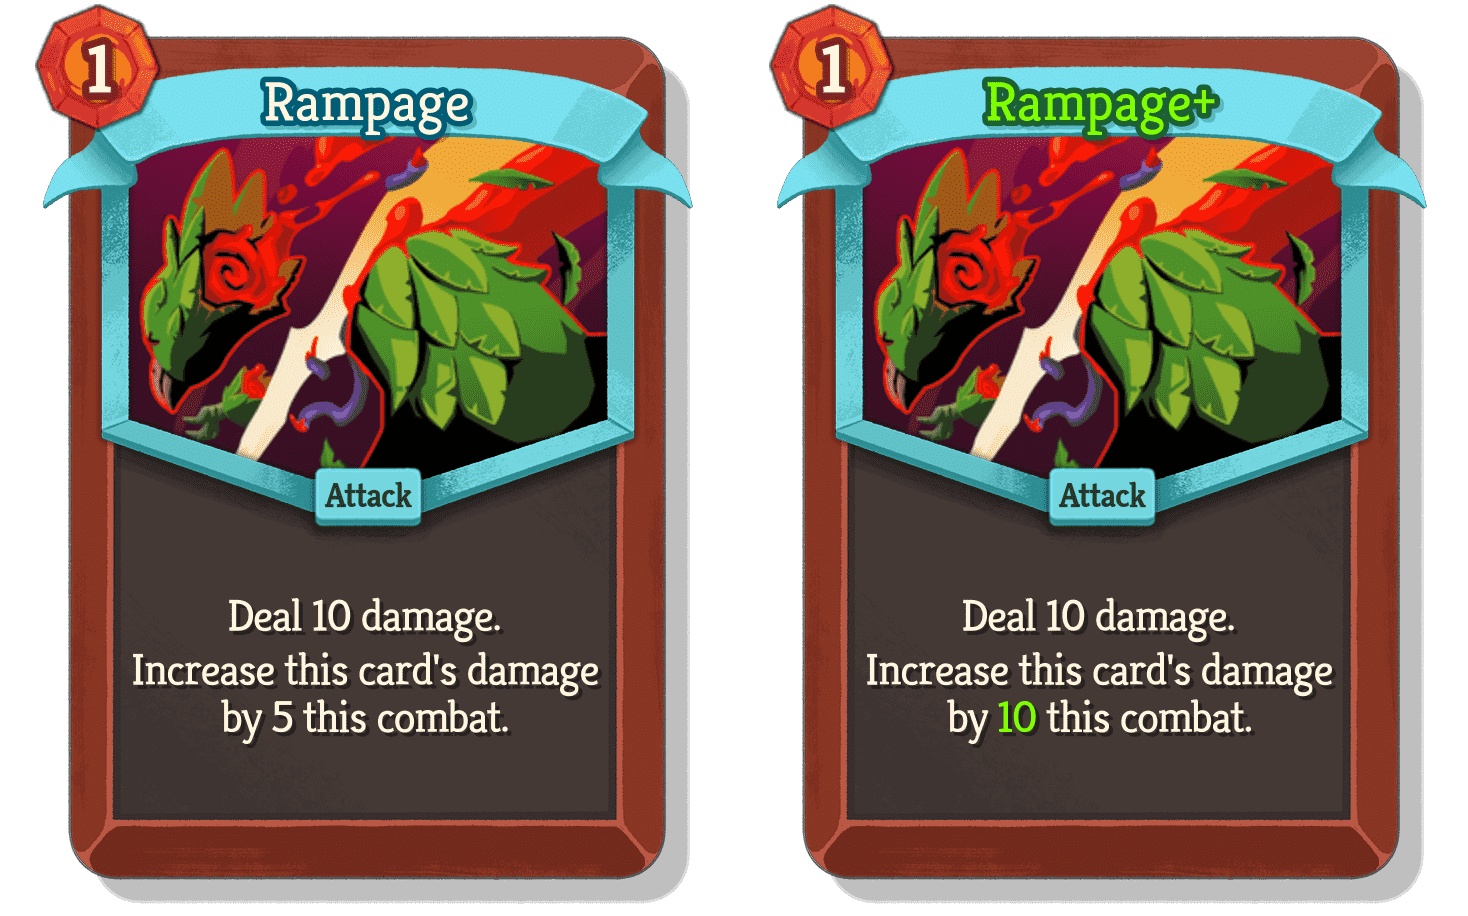 1
Rampage
Attack
Deal 10 damage.
Increase this card's damage
by 5 this combat.
1
Rampage+
Attack
Deal 10 damage.
Increase this card's damage
by 10 this combat.